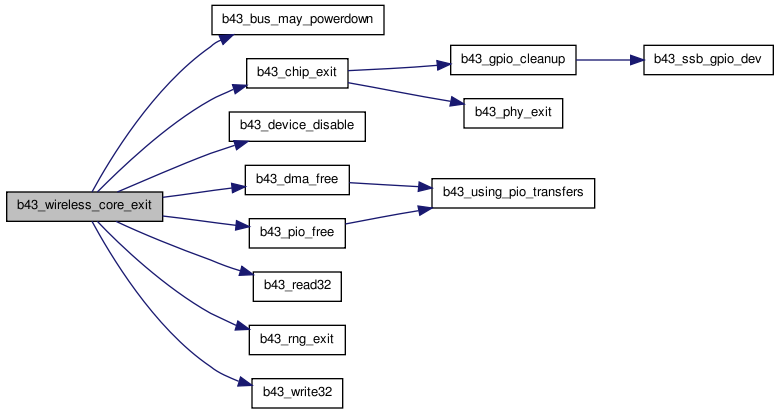 b43_bus_may_powerdown
b43_chip_exit
b43_gpio_cleanup
b43_ssb_gpio_dev
b43_phy_exit
b43_device_disable
b43_dma_free
b43_using_pio_transfers
b43_wireless_core_exit
b43_pio_free
b43_read32
b43_rng_exit
b43_write32